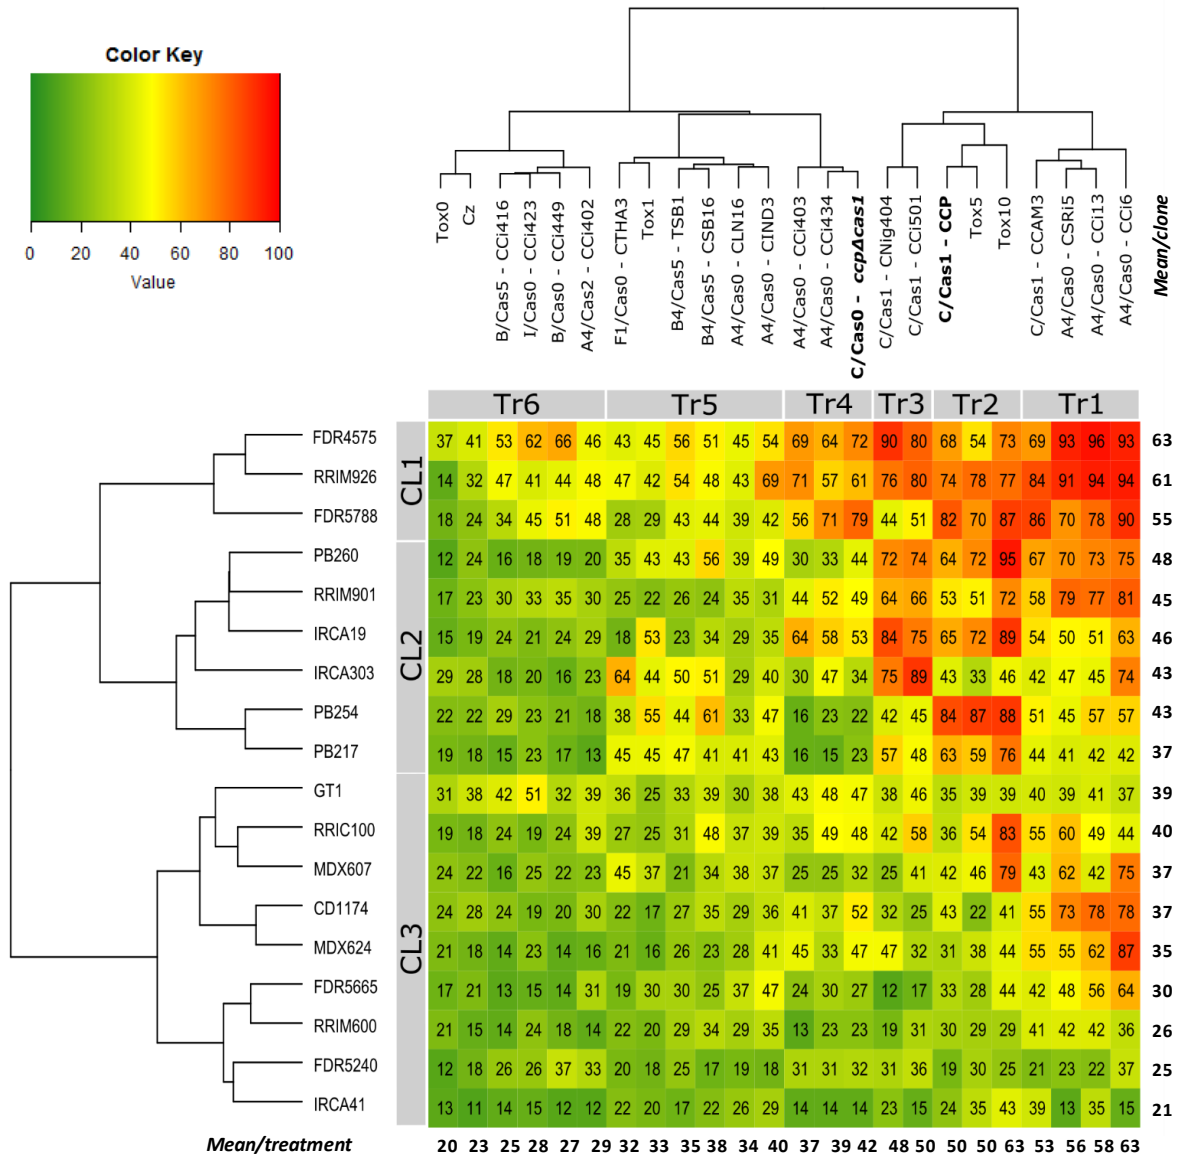 Color Key
0 20 40 60 80 100
Value
Tox0
Cz
B/Cas5 - CCi416
I/Cas0 - CCi423
B/Cas0 - CCi449
A4/Cas2 - CCi402
F1/Cas0 - CTHA3
Tox1
B4/Cas5 - TSB1
B4/Cas5 - CSB16
A4/Cas0 - CLN16
A4/Cas0 - CIND3
A4/Cas0 - CCi403
A4/Cas0 - CCi434
C/Cas0 - ccpΔcas1
C/Cas1 - CNig404
C/Cas1 - CCi501
C/Cas1 - CCP
Tox5
Tox10
C/Cas1 - CCAM3
A4/Cas0 - CSRi5
A4/Cas0 - CCi13
A4/Cas0 - CCi6
Mean/clone
Tr6 Tr5 Tr4 Tr3 Tr2 Tr1
CL1
FDR4575 37 41 53 62 66 46 43 45 56 51 45 54 69 64 72 90 80 68 54 73 69 93 96 93 63
RRIM926 14 32 47 41 44 48 47 42 54 48 43 69 71 57 61 76 80 74 78 77 84 91 94 94 61
FDR5788 18 24 34 45 51 48 28 29 43 44 39 42 56 71 79 44 51 82 70 87 86 70 78 90 55
CL2
PB260 12 24 16 18 19 20 35 43 43 56 39 49 30 33 44 72 74 64 72 95 67 70 73 75 48
RRIM901 17 23 30 33 35 30 25 22 26 24 35 31 44 52 49 64 66 53 51 72 58 79 77 81 45
IRCA19 15 19 24 21 24 29 18 53 23 34 29 35 64 58 53 84 75 65 72 89 54 50 51 63 46
IRCA303 29 28 18 20 16 23 64 44 50 51 29 40 30 47 34 75 89 43 33 46 42 47 45 74 43
PB254 22 22 29 23 21 18 38 55 44 61 33 47 16 23 22 42 45 84 87 88 51 45 57 57 43
PB217 19 18 15 23 17 13 45 45 47 41 41 43 16 15 23 57 48 63 59 76 44 41 42 42 37
CL3
GT1 31 38 42 51 32 39 36 25 33 39 30 38 43 48 47 38 46 35 39 39 40 39 41 37 39
RRIC100 19 18 24 19 24 39 27 25 31 48 37 39 35 49 48 42 58 36 54 83 55 60 49 44 40
MDX607 24 22 16 25 22 23 45 37 21 34 38 37 25 25 32 25 41 42 46 79 43 62 42 75 37
CD1174 24 28 24 19 20 30 22 17 27 35 29 36 41 37 52 32 25 43 22 41 55 73 78 78 37
MDX624 21 18 14 23 14 16 21 16 26 23 28 41 45 33 47 47 32 31 38 44 55 55 62 87 35
FDR5665 17 21 13 15 14 31 19 30 30 25 37 47 24 30 27 12 17 33 28 44 42 48 56 64 30
RRIM600 21 15 14 24 18 14 22 20 29 34 29 35 13 23 23 19 31 30 29 29 41 42 42 36 26
FDR5240 12 18 26 26 37 33 20 18 25 17 19 18 31 31 32 31 36 19 30 25 21 23 22 37 25
IRCA41 13 11 14 15 12 12 22 20 17 22 26 29 14 14 14 23 15 24 35 43 39 13 35 15 21
Mean/treatment 20 23 25 28 27 29 32 33 35 38 34 40 37 39 42 48 50 50 50 63 53 56 58 63